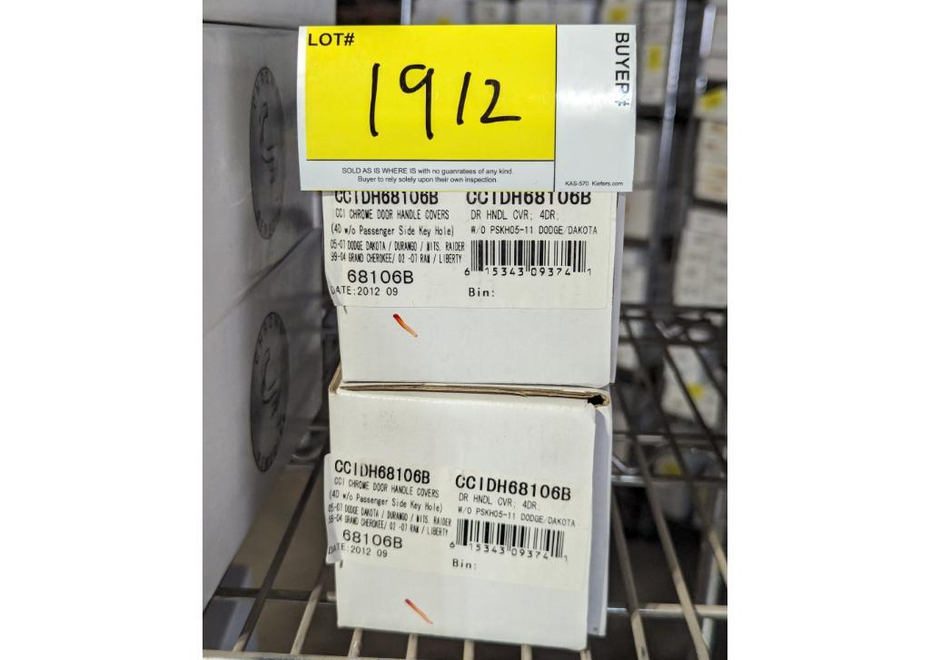 LOT#
1912
BUYER#
SOLD AS IS WHERE IS with no guanratees of any kind.
Buyer to rely solely upon their own inspection.
KAS-570 Kiefers.com
CCIDH68106B
CCI CHROME DOOR HANDLE COVERS
(4D w/o Passenger Side Key Hole)
05-07 DODGE DAKOTA / DURANGO / MITS. RAIDER
99-04 GRAND CHEROKEE/ 02 -07 RAM / LIBERTY
68106B
DATE:2012 09
CCIDH68106B
DR HNDL CVR; 4DR;
W/O PSKH05-11 DODGE/DAKOTA
6 15343 09374 1
Bin:
CCIDH68106B
CCI CHROME DOOR HANDLE COVERS
(4D w/o Passenger Side Key Hole)
05-07 DODGE DAKOTA / DURANGO / MITS. RAIDER
99-04 GRAND CHEROKEE/ 02 -07 RAM / LIBERTY
68106B
DATE:2012 09
CCIDH68106B
DR HNDL CVR; 4DR;
W/O PSKH05-11 DODGE/DAKOTA
6 15343 09374 1
Bin: